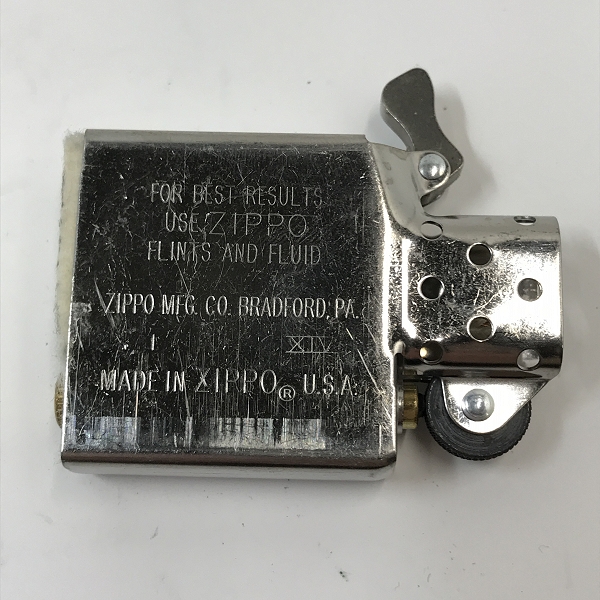 FOR BEST RESULTS
USE ZIPPO
FLINTS AND FLUID
ZIPPO MFG. CO. BRADFORD, PA.
I XIV
MADE IN ZIPPO® U.S.A.